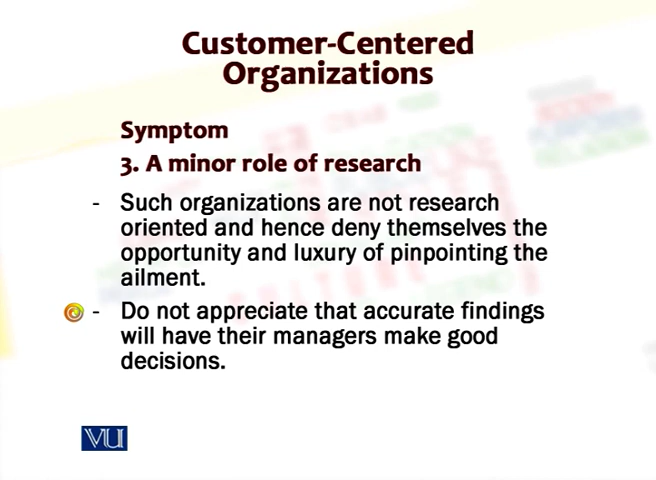 Customer-Centered
Organizations
Symptom
3. A minor role of research
- Such organizations are not research
oriented and hence deny themselves the
opportunity and luxury of pinpointing the
ailment.
- Do not appreciate that accurate findings
will have their managers make good
decisions.
VU